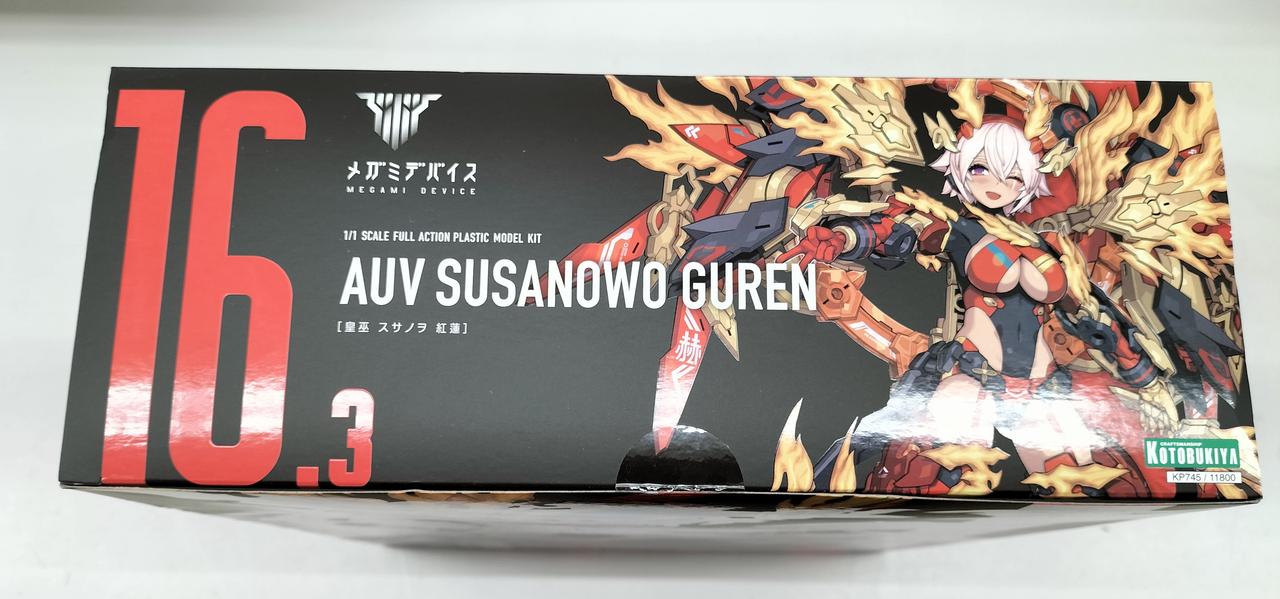 16.3
メガミデバイス
MEGAMI DEVICE
1/1 SCALE FULL ACTION PLASTIC MODEL KIT
AUV SUSANOWO GUREN
[皇巫 スサノヲ 紅蓮]
赫
CRAFTSMANSHIP
KOTOBUKIYA
KP745 / 11800